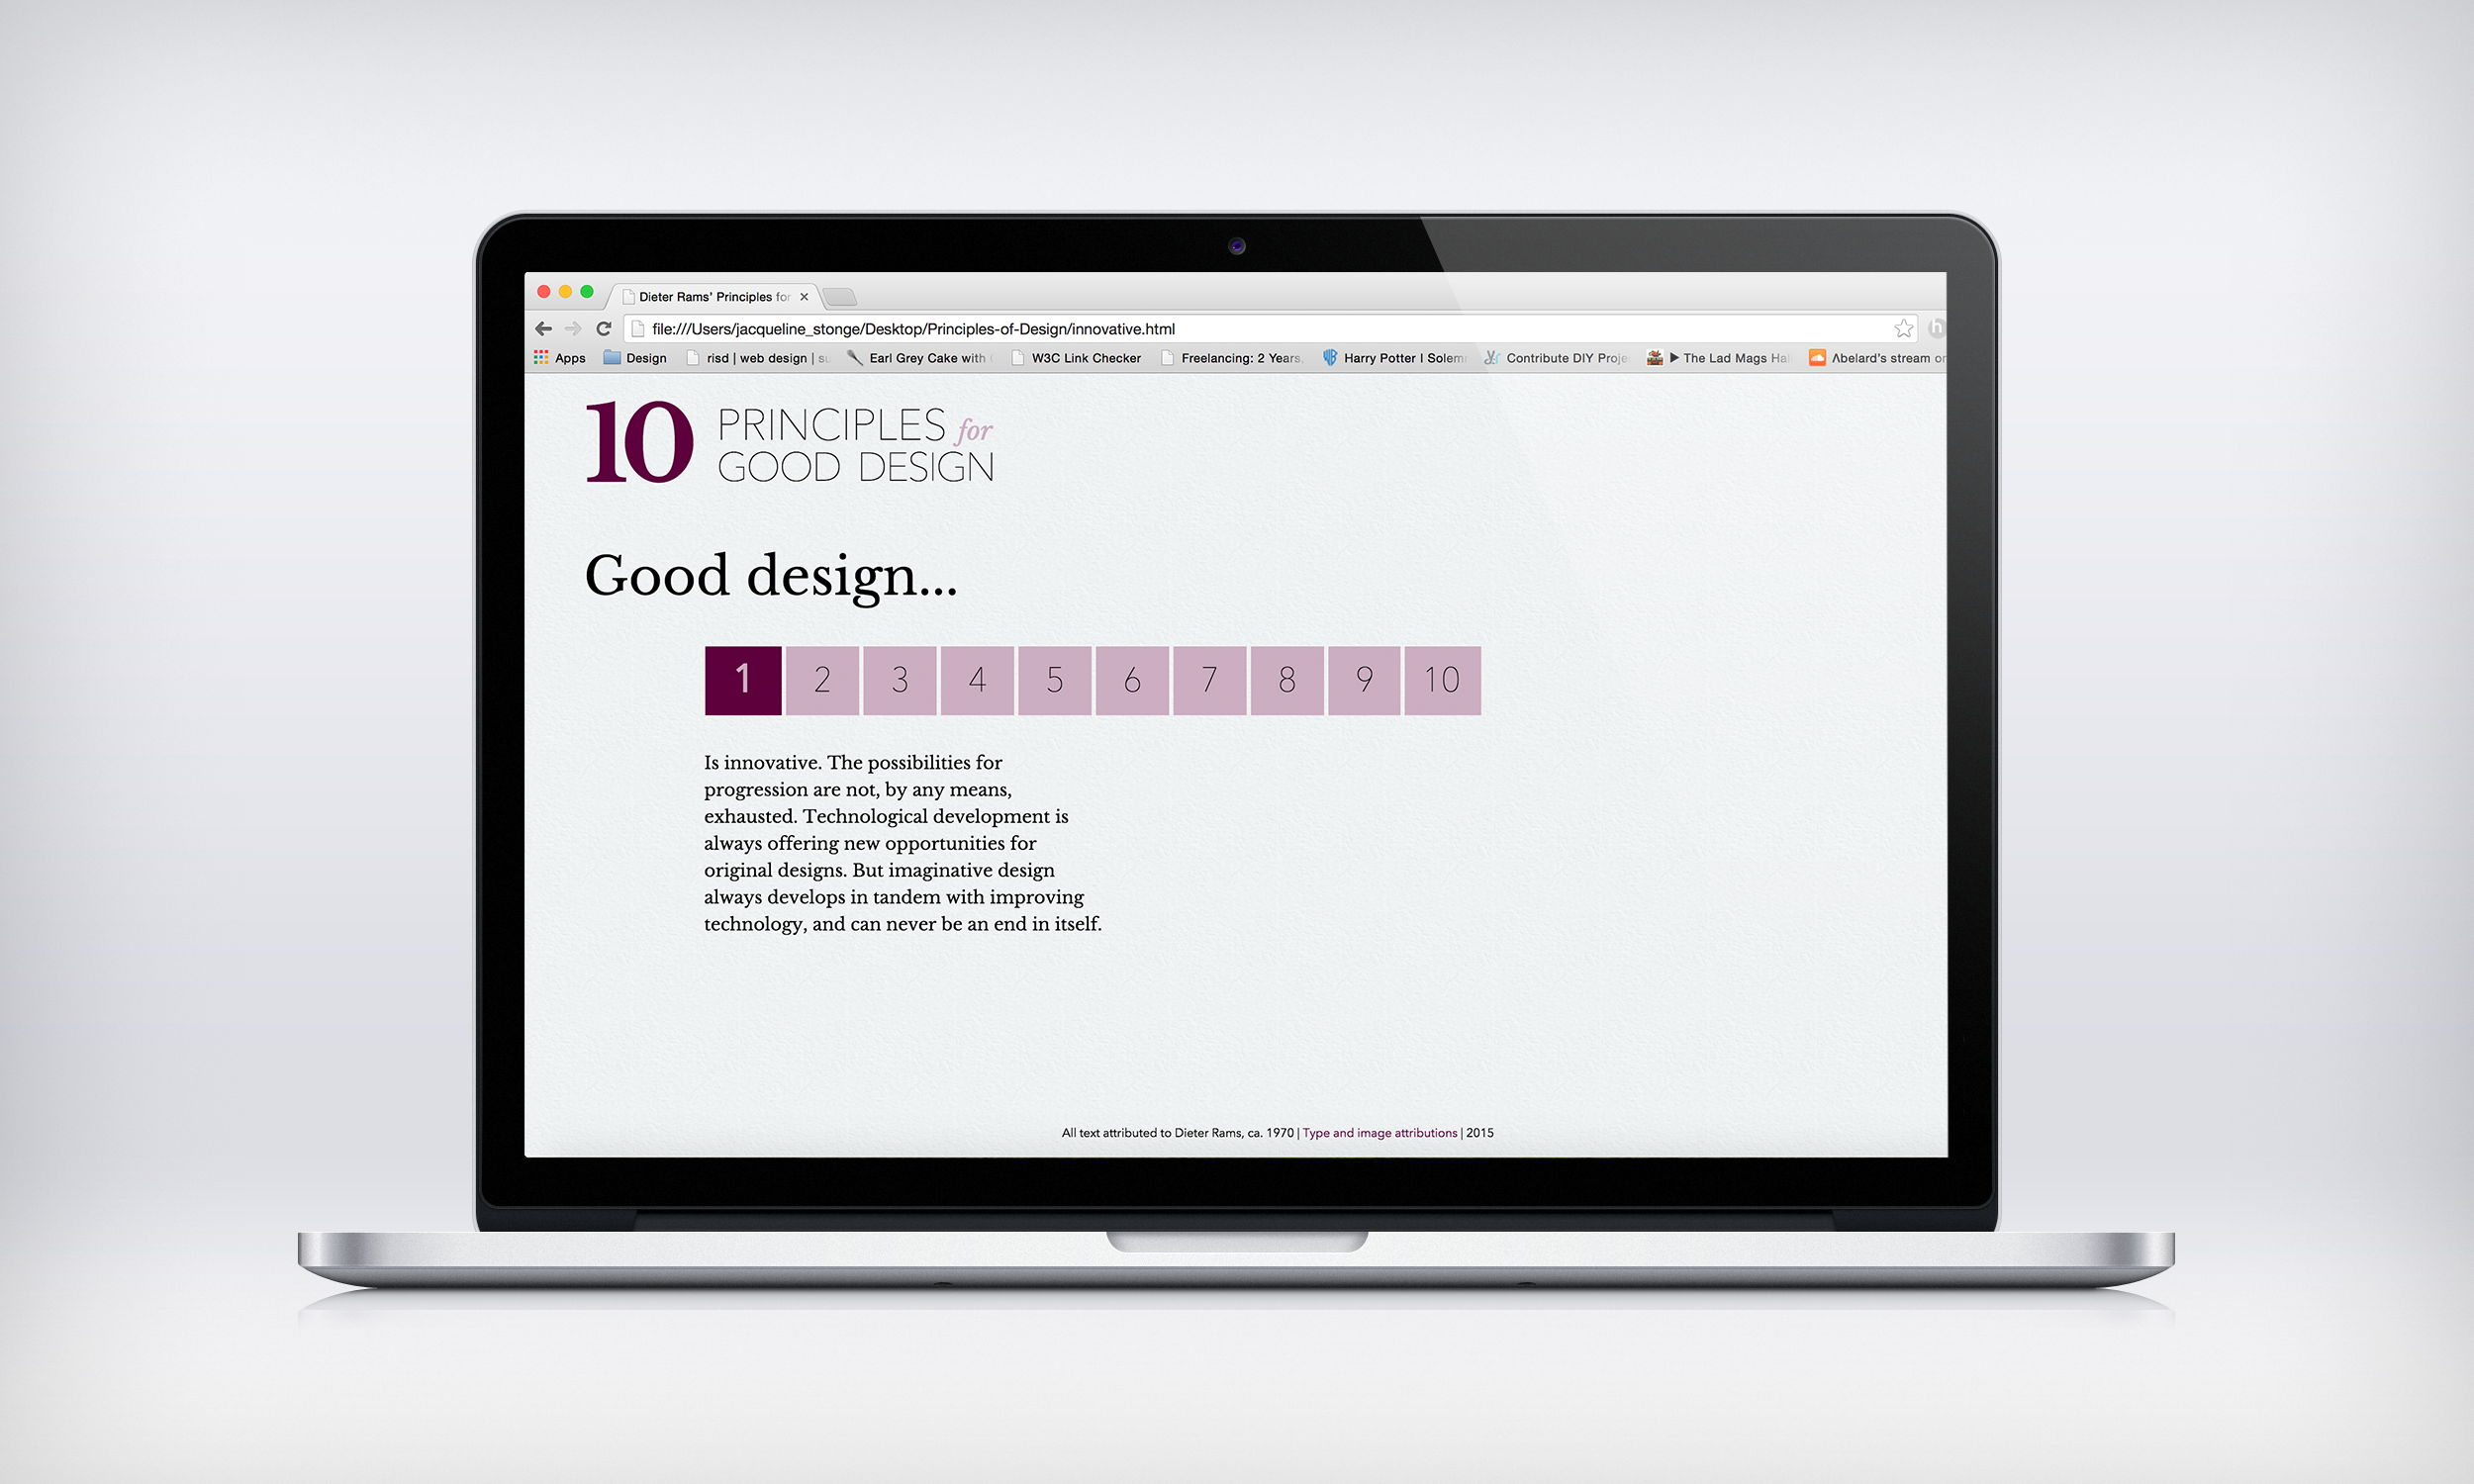 Dieter Rams' Principles for
file:///Users/jacqueline_stonge/Desktop/Principles-of-Design/innovative.html
Apps Design risd | web design | su Earl Grey Cake with W3C Link Checker Freelancing: 2 Years, Harry Potter | Solem Contribute DIY Proje The Lad Mags Hal Λbelard's stream on
10 PRINCIPLES for
GOOD DESIGN
Good design...
1 2 3 4 5 6 7 8 9 10
Is innovative. The possibilities for
progression are not, by any means,
exhausted. Technological development is
always offering new opportunities for
original designs. But imaginative design
always develops in tandem with improving
technology, and can never be an end in itself.
All text attributed to Dieter Rams, ca. 1970 | Type and image attributions | 2015